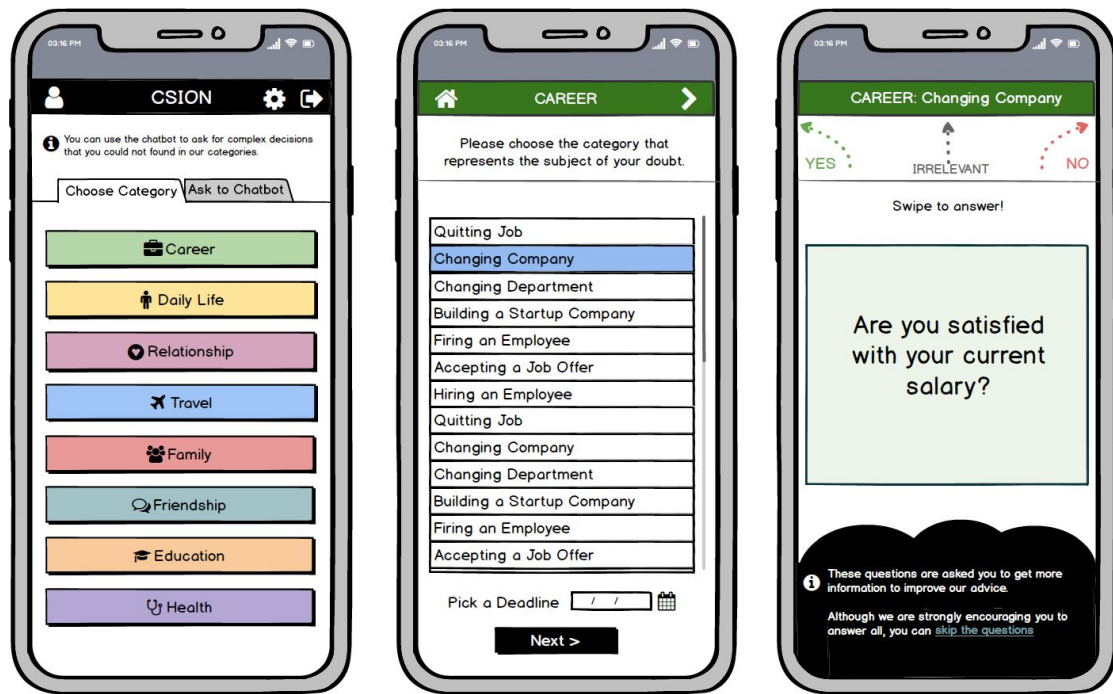 03:16 PM
CSION
You can use the chatbot to ask for complex decisions
that you could not found in our categories.
Choose Category
Ask to Chatbot
Career
Daily Life
Relationship
Travel
Family
Friendship
Education
Health
03:16 PM
CAREER
Please choose the category that
represents the subject of your doubt.
Quitting Job
Changing Company
Changing Department
Building a Startup Company
Firing an Employee
Accepting a Job Offer
Hiring an Employee
Quitting Job
Changing Company
Changing Department
Building a Startup Company
Firing an Employee
Accepting a Job Offer
Pick a Deadline / /
Next >
03:16 PM
CAREER: Changing Company
YES
IRRELEVANT
NO
Swipe to answer!
Are you satisfied
with your current
salary?
These questions are asked you to get more
information to improve our advice.
Although we are strongly encouraging you to
answer all, you can skip the questions